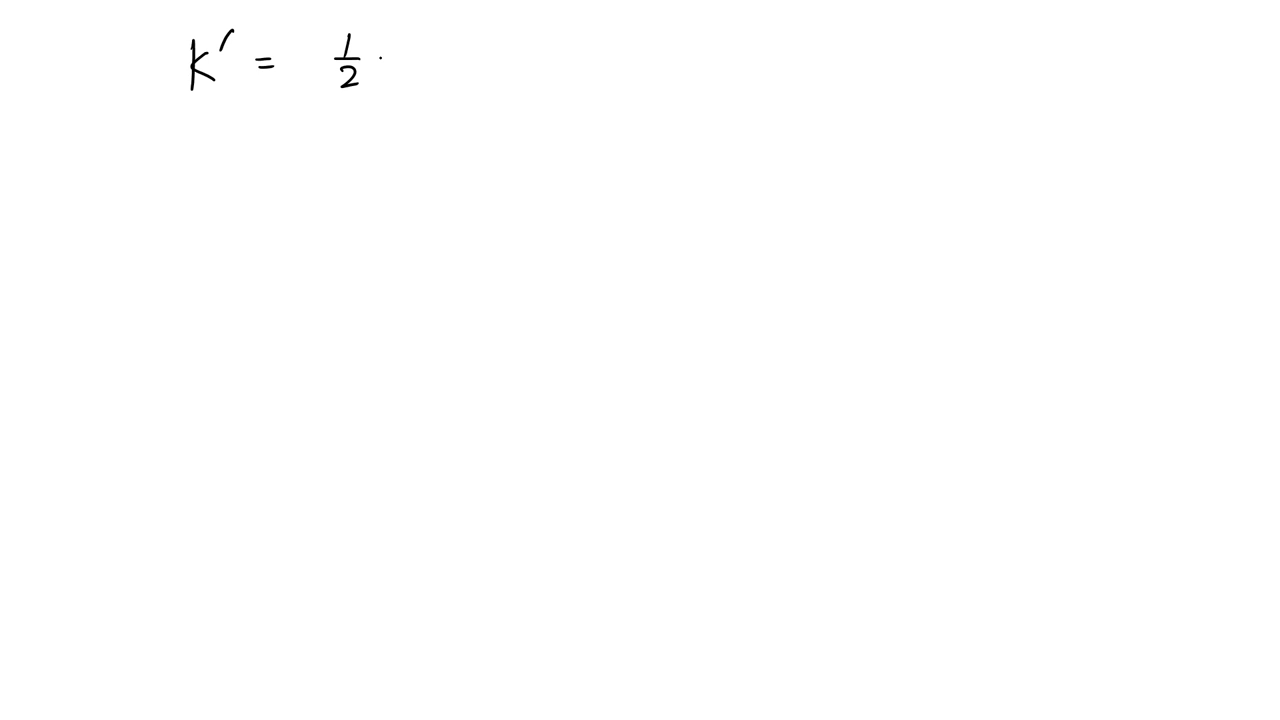 K' = 1/2 ·